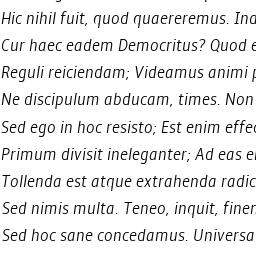 Hic nihil fuit, quod quaereremus. Ind
Cur haec eadem Democritus? Quod e
Reguli reiciendam; Videamus animi p
Ne discipulum abducam, times. Non
Sed ego in hoc resisto; Est enim effec
Primum divisit ineleganter; Ad eas e
Tollenda est atque extrahenda radic
Sed nimis multa. Teneo, inquit, finer
Sed hoc sane concedamus. Universa